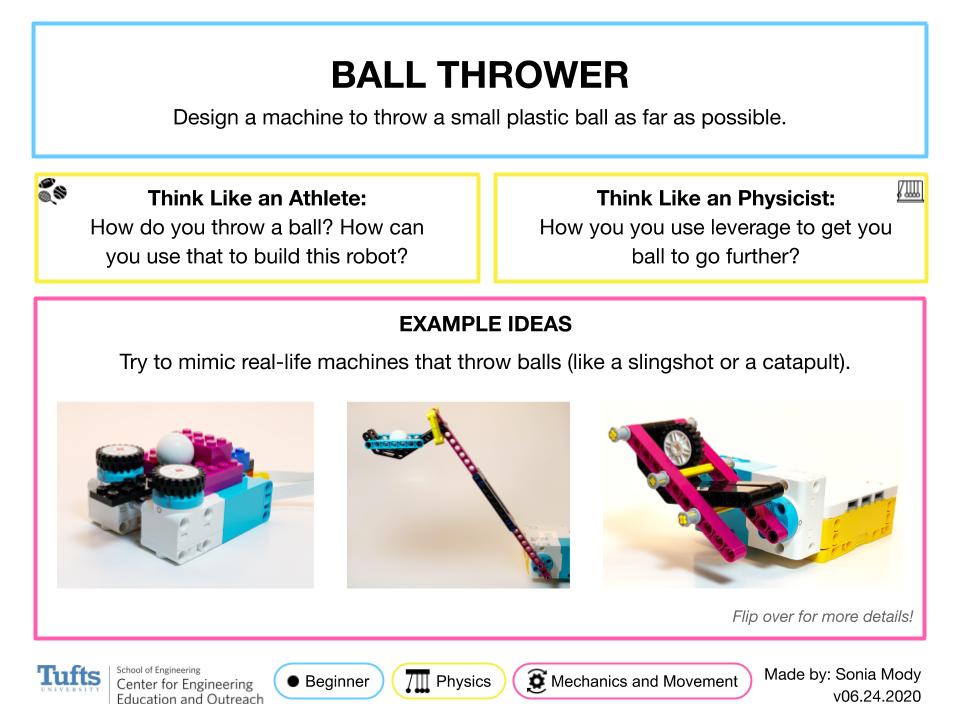 BALL THROWER
Design a machine to throw a small plastic ball as far as possible.
Think Like an Athlete:
How do you throw a ball? How can
you use that to build this robot?
Think Like an Physicist:
How you you use leverage to get you
ball to go further?
EXAMPLE IDEAS
Try to mimic real-life machines that throw balls (like a slingshot or a catapult).
Flip over for more details!
Tufts
UNIVERSITY
School of Engineering
Center for Engineering
Education and Outreach
Beginner
Physics
Mechanics and Movement
Made by: Sonia Mody
v06.24.2020